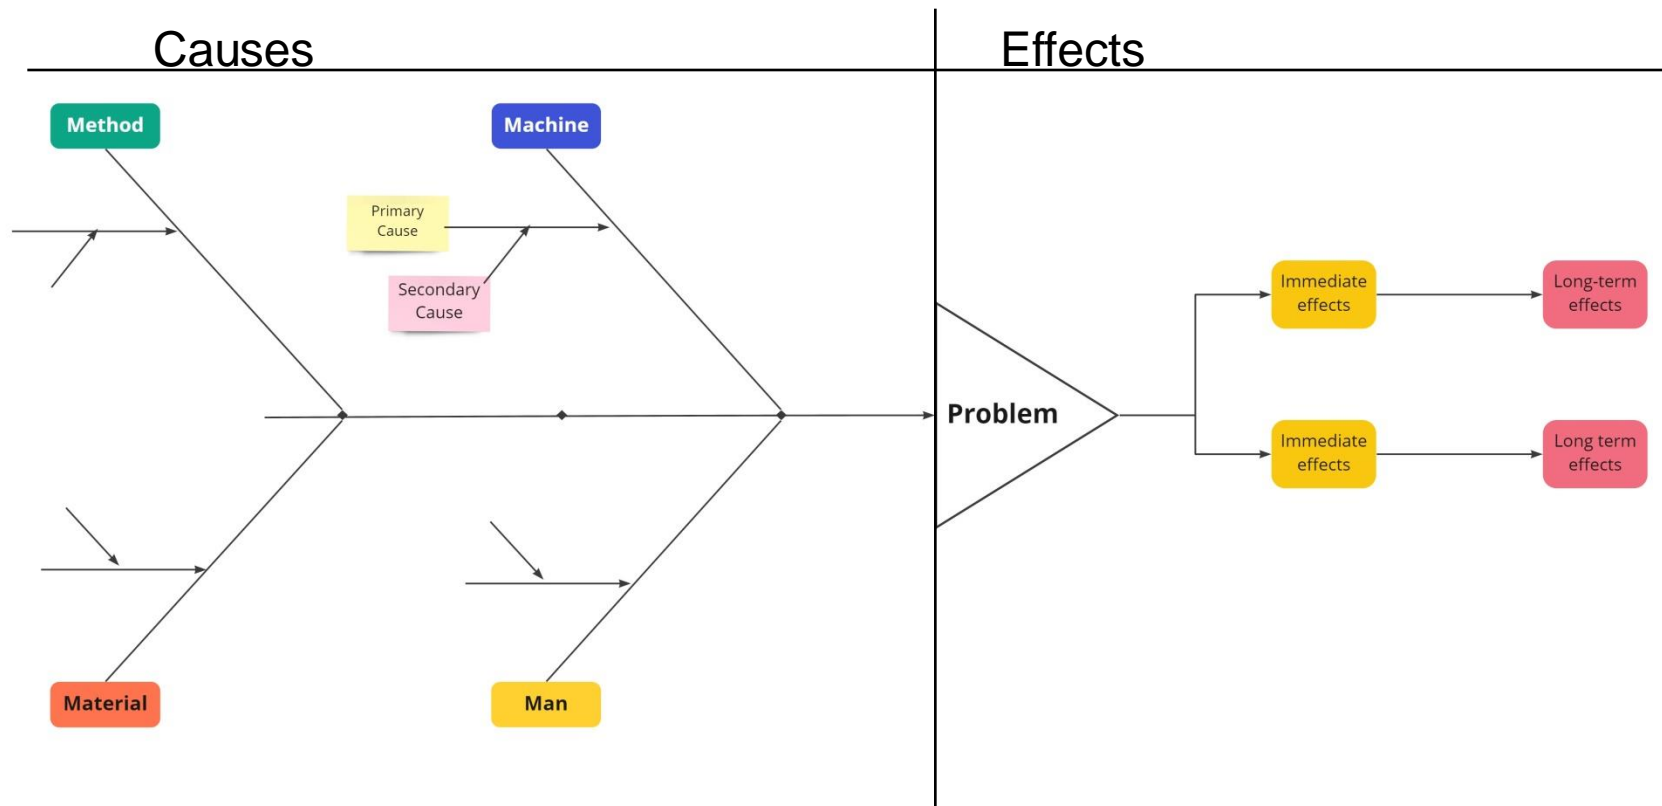 Causes
Effects
Method
Machine
Primary
Cause
Secondary
Cause
Problem
Immediate
effects
Long-term
effects
Immediate
effects
Long term
effects
Material
Man